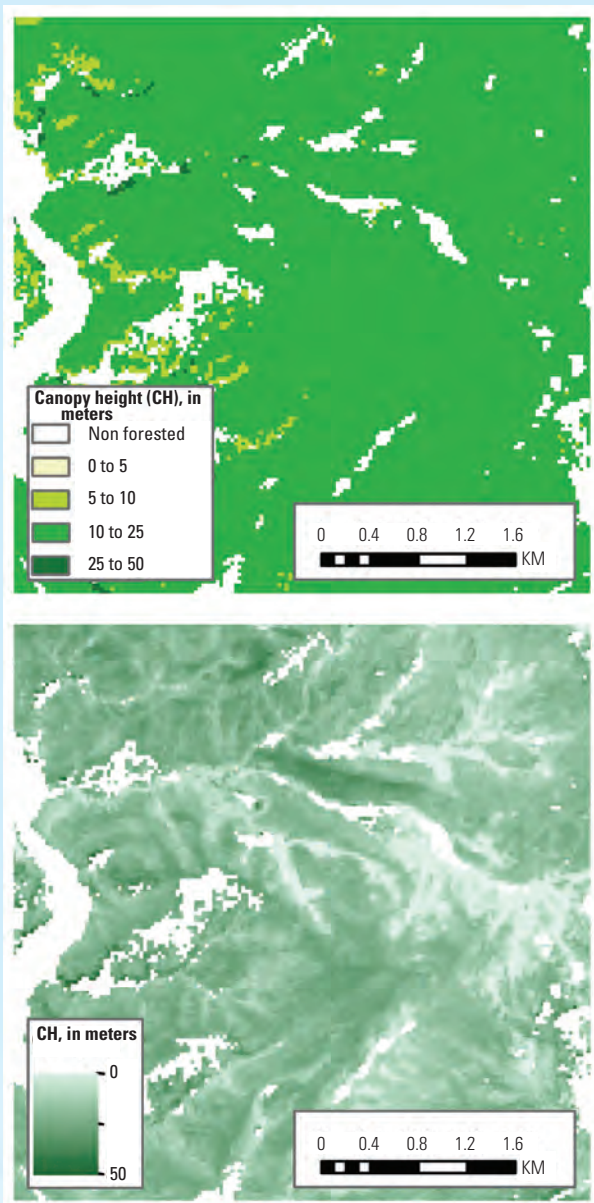 Canopy height (CH), in
meters
Non forested
0 to 5
5 to 10
10 to 25
25 to 50
0 0.4 0.8 1.2 1.6
KM
CH, in meters
0
50
0 0.4 0.8 1.2 1.6
KM